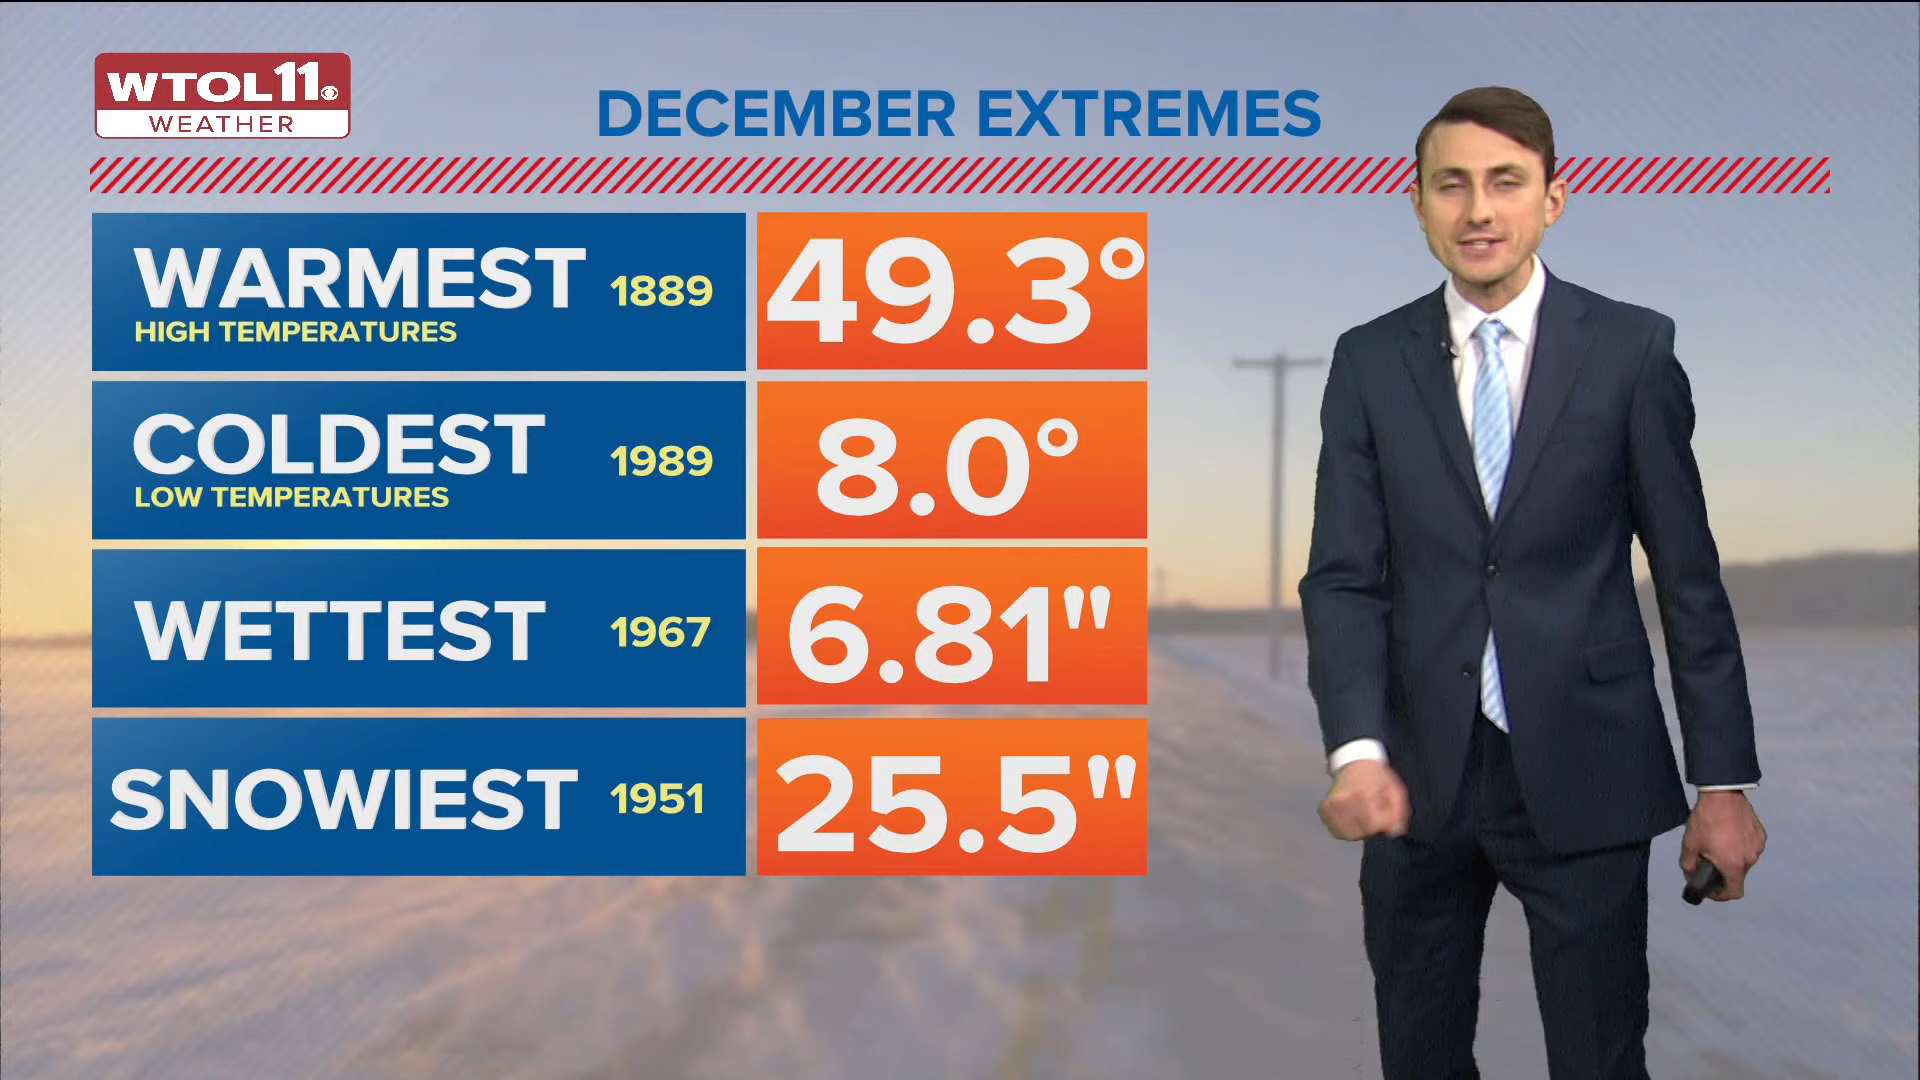 WTOL11
WEATHER
DECEMBER EXTREMES
WARMEST 1889 49.3°
HIGH TEMPERATURES
COLDEST 1989 8.0°
LOW TEMPERATURES
WETTEST 1967 6.81"
SNOWIEST 1951 25.5"